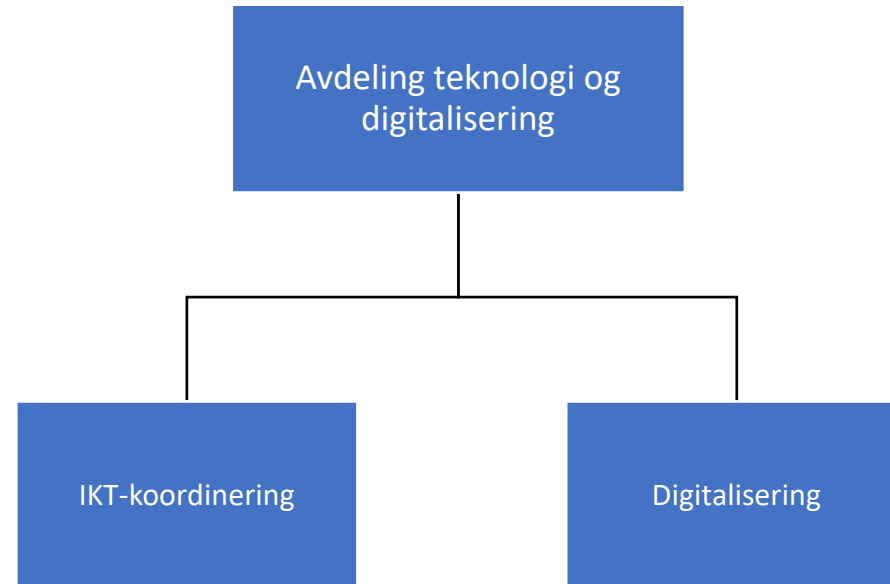 Avdeling teknologi og
digitalisering
IKT-koordinering
Digitalisering